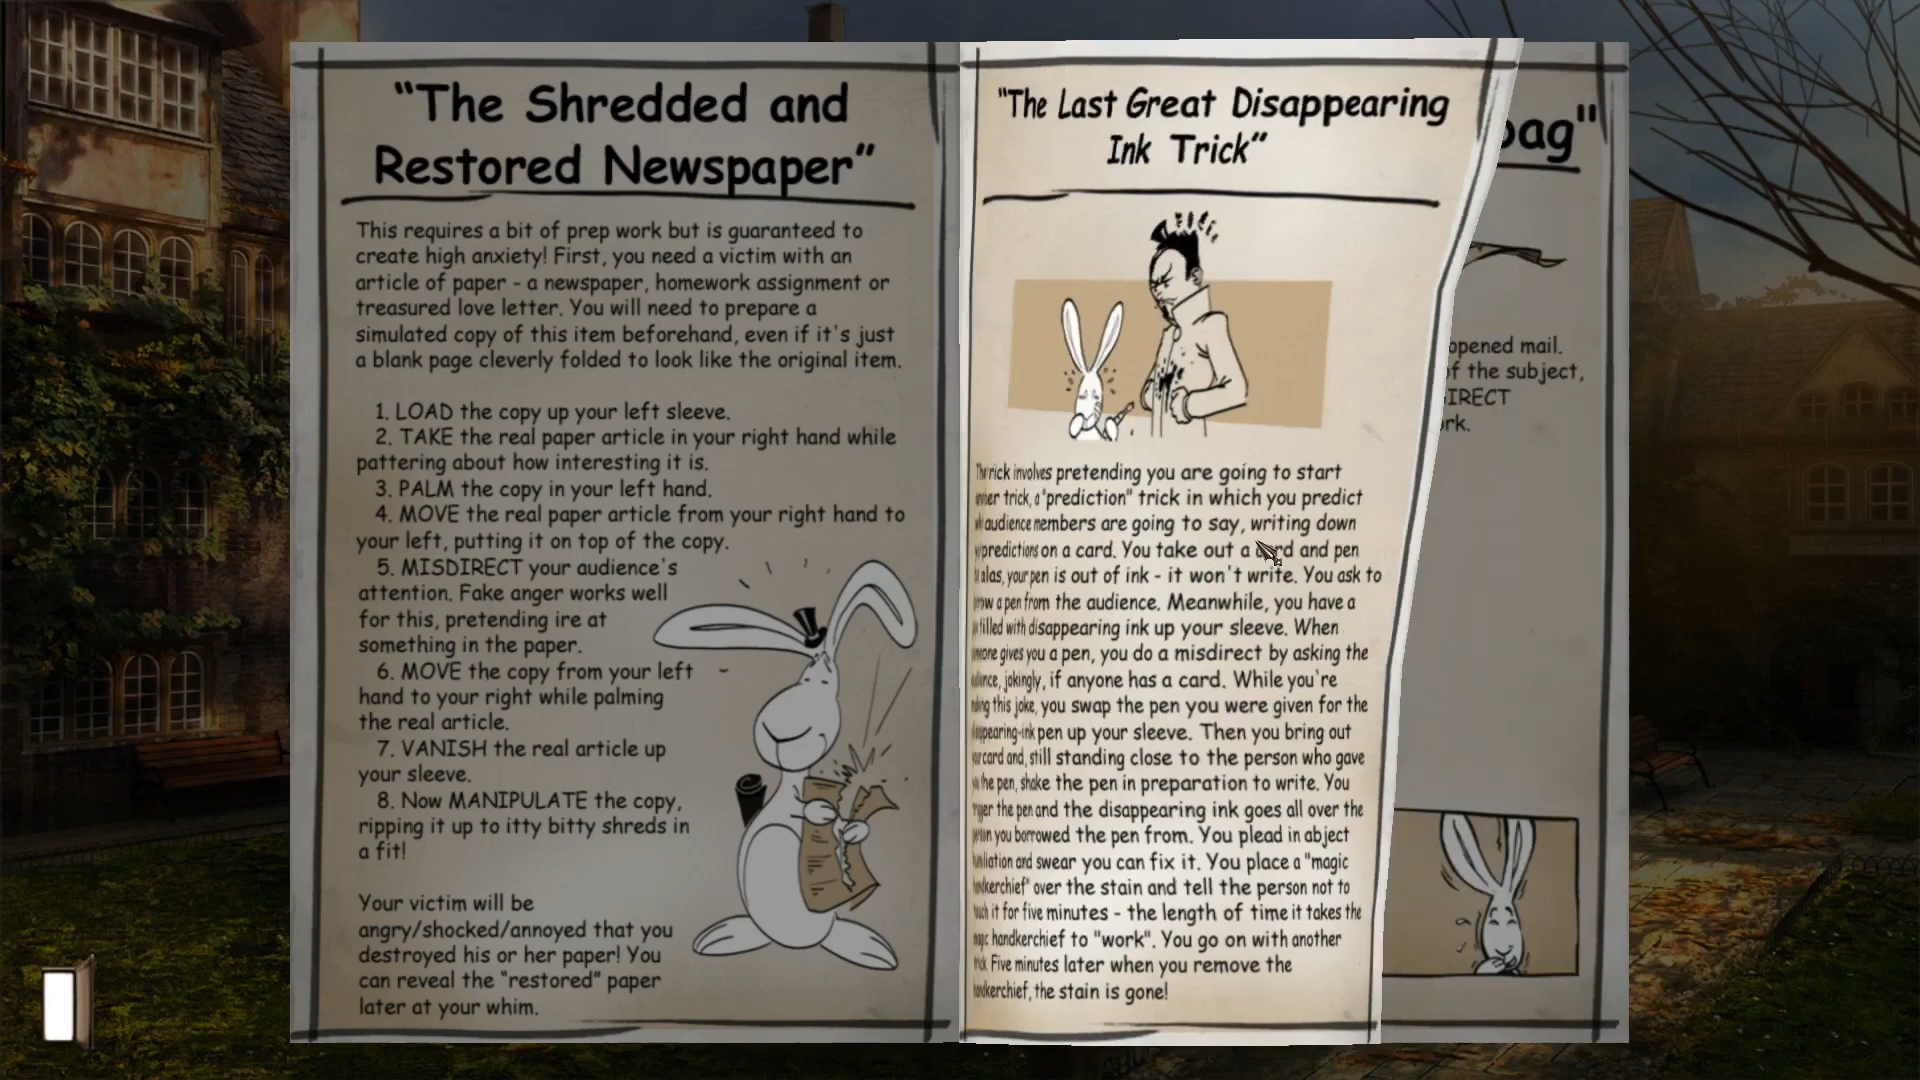 "The Shredded and
Restored Newspaper"
This requires a bit of prep work but is guaranteed to
create high anxiety! First, you need a victim with an
article of paper - a newspaper, homework assignment or
treasured love letter. You will need to prepare a
simulated copy of this item beforehand, even if it's just
a blank page cleverly folded to look like the original item.
1. LOAD the copy up your left sleeve.
2. TAKE the real paper article in your right hand while
pattering about how interesting it is.
3. PALM the copy in your left hand.
4. MOVE the real paper article from your right hand to
your left, putting it on top of the copy.
5. MISDIRECT your audience's
attention. Fake anger works well
for this, pretending ire at
something in the paper.
6. MOVE the copy from your left
hand to your right while palming
the real article.
7. VANISH the real article up
your sleeve.
8. Now MANIPULATE the copy,
ripping it up to itty bitty shreds in
a fit!
Your victim will be
angry/shocked/annoyed that you
destroyed his or her paper! You
can reveal the "restored" paper
later at your whim.
"The Last Great Disappearing
Ink Trick"
trick involves pretending you are going to start
trick, a "prediction" trick in which you predict
audience members are going to say, writing down
predictions on a card. You take out a card and pen
alas, your pen is out of ink - it won't write. You ask to
a pen from the audience. Meanwhile, you have a
filled with disappearing ink up your sleeve. When
gives you a pen, you do a misdirect by asking the
jokingly, if anyone has a card. While you're
this joke, you swap the pen you were given for the
pen up your sleeve. Then you bring out
card and, still standing close to the person who gave
the pen, shake the pen in preparation to write. You
the pen and the disappearing ink goes all over the
you borrowed the pen from. You plead in abject
and swear you can fix it. You place a "magic
handkerchief" over the stain and tell the person not to
it for five minutes - the length of time it takes the
handkerchief to "work". You go on with another
Five minutes later when you remove the
handkerchief, the stain is gone!
bag"
opened mail.
of the subject,